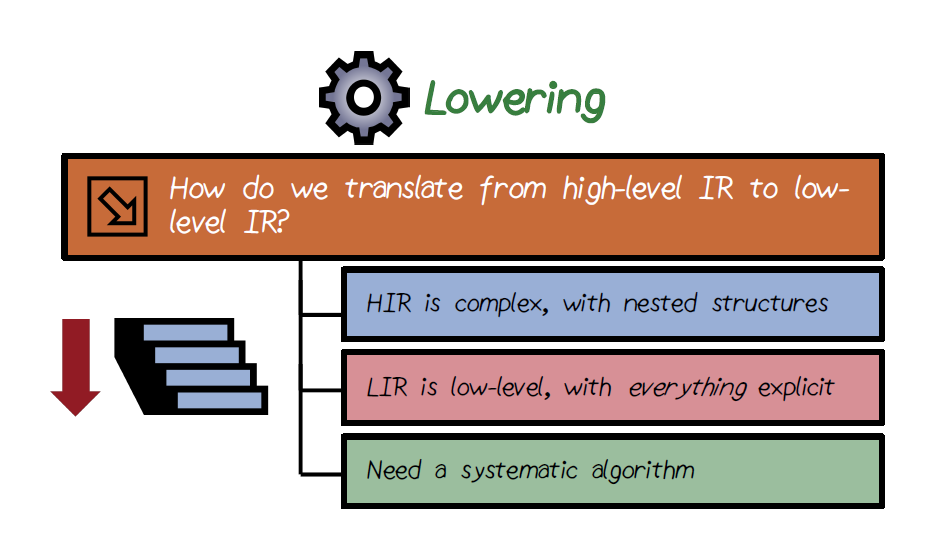 Lowering
How do we translate from high-level IR to low-
level IR?
HIR is complex, with nested structures
LIR is low-level, with everything explicit
Need a systematic algorithm